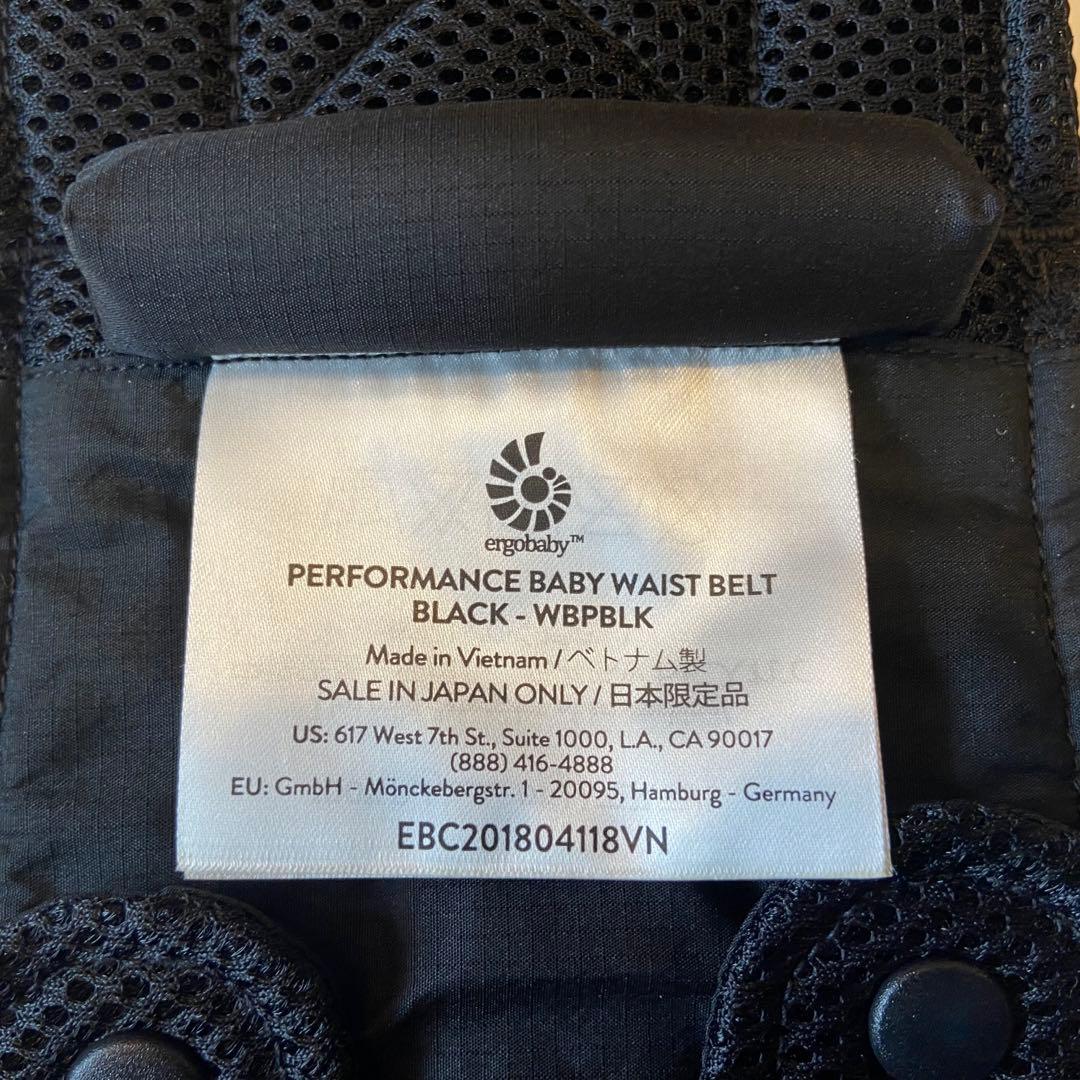 ergobaby™
PERFORMANCE BABY WAIST BELT
BLACK - WBPBLK
Made in Vietnam / ベトナム製
SALE IN JAPAN ONLY / 日本限定品
US: 617 West 7th St., Suite 1000, L.A., CA 90017
(888) 416-4888
EU: GmbH - Mönckebergstr. 1 - 20095, Hamburg - Germany
EBC201804118VN